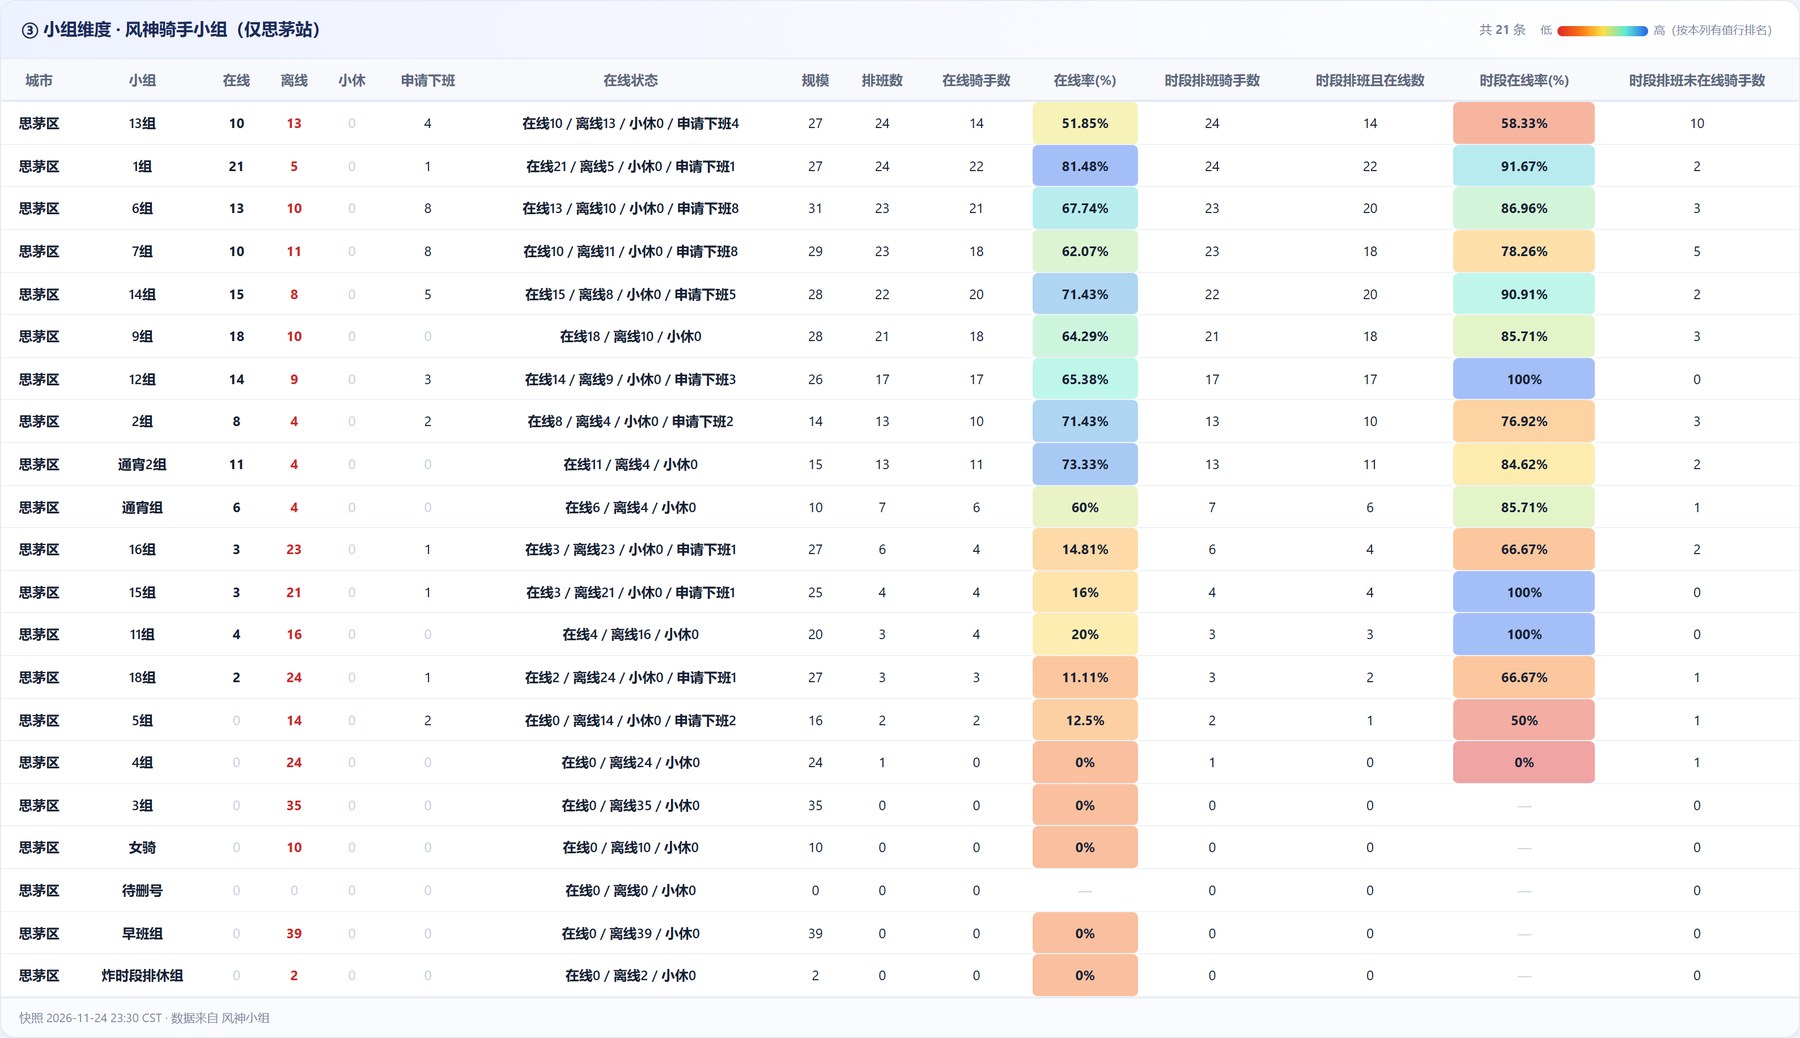 ③ 小组维度 · 风神骑手小组（仅思茅站）
共 21 条 低 高 (按本列有值行排名)
城市 小组 在线 离线 小休 申请下班 在线状态 规模 排班数 在线骑手数 在线率(%) 时段排班骑手数 时段排班且在线数 时段在线率(%) 时段排班未在线骑手数
思茅区 13组 10 13 0 4 在线10 / 离线13 / 小休0 / 申请下班4 27 24 14 51.85% 24 14 58.33% 10
思茅区 1组 21 5 0 1 在线21 / 离线5 / 小休0 / 申请下班1 27 24 22 81.48% 24 22 91.67% 2
思茅区 6组 13 10 0 8 在线13 / 离线10 / 小休0 / 申请下班8 31 23 21 67.74% 23 20 86.96% 3
思茅区 7组 10 11 0 8 在线10 / 离线11 / 小休0 / 申请下班8 29 23 18 62.07% 23 18 78.26% 5
思茅区 14组 15 8 0 5 在线15 / 离线8 / 小休0 / 申请下班5 28 22 20 71.43% 22 20 90.91% 2
思茅区 9组 18 10 0 0 在线18 / 离线10 / 小休0 28 21 18 64.29% 21 18 85.71% 3
思茅区 12组 14 9 0 3 在线14 / 离线9 / 小休0 / 申请下班3 26 17 17 65.38% 17 17 100% 0
思茅区 2组 8 4 0 2 在线8 / 离线4 / 小休0 / 申请下班2 14 13 10 71.43% 13 10 76.92% 3
思茅区 通宵2组 11 4 0 0 在线11 / 离线4 / 小休0 15 13 11 73.33% 13 11 84.62% 2
思茅区 通宵组 6 4 0 0 在线6 / 离线4 / 小休0 10 7 6 60% 7 6 85.71% 1
思茅区 16组 3 23 0 1 在线3 / 离线23 / 小休0 / 申请下班1 27 6 4 14.81% 6 4 66.67% 2
思茅区 15组 3 21 0 1 在线3 / 离线21 / 小休0 / 申请下班1 25 4 4 16% 4 4 100% 0
思茅区 11组 4 16 0 0 在线4 / 离线16 / 小休0 20 3 4 20% 3 3 100% 0
思茅区 18组 2 24 0 1 在线2 / 离线24 / 小休0 / 申请下班1 27 3 3 11.11% 3 2 66.67% 1
思茅区 5组 0 14 0 2 在线0 / 离线14 / 小休0 / 申请下班2 16 2 2 12.5% 2 1 50% 1
思茅区 4组 0 24 0 0 在线0 / 离线24 / 小休0 24 1 0 0% 1 0 0% 1
思茅区 3组 0 35 0 0 在线0 / 离线35 / 小休0 35 0 0 0% 0 0 — 0
思茅区 女骑 0 10 0 0 在线0 / 离线10 / 小休0 10 0 0 0% 0 0 — 0
思茅区 待删号 0 0 0 0 在线0 / 离线0 / 小休0 0 0 0 — 0 0 — 0
思茅区 早班组 0 39 0 0 在线0 / 离线39 / 小休0 39 0 0 0% 0 0 — 0
思茅区 炸时段排休组 0 2 0 0 在线0 / 离线2 / 小休0 2 0 0 0% 0 0 — 0
快照 2026-11-24 23:30 CST · 数据来自 风神小组